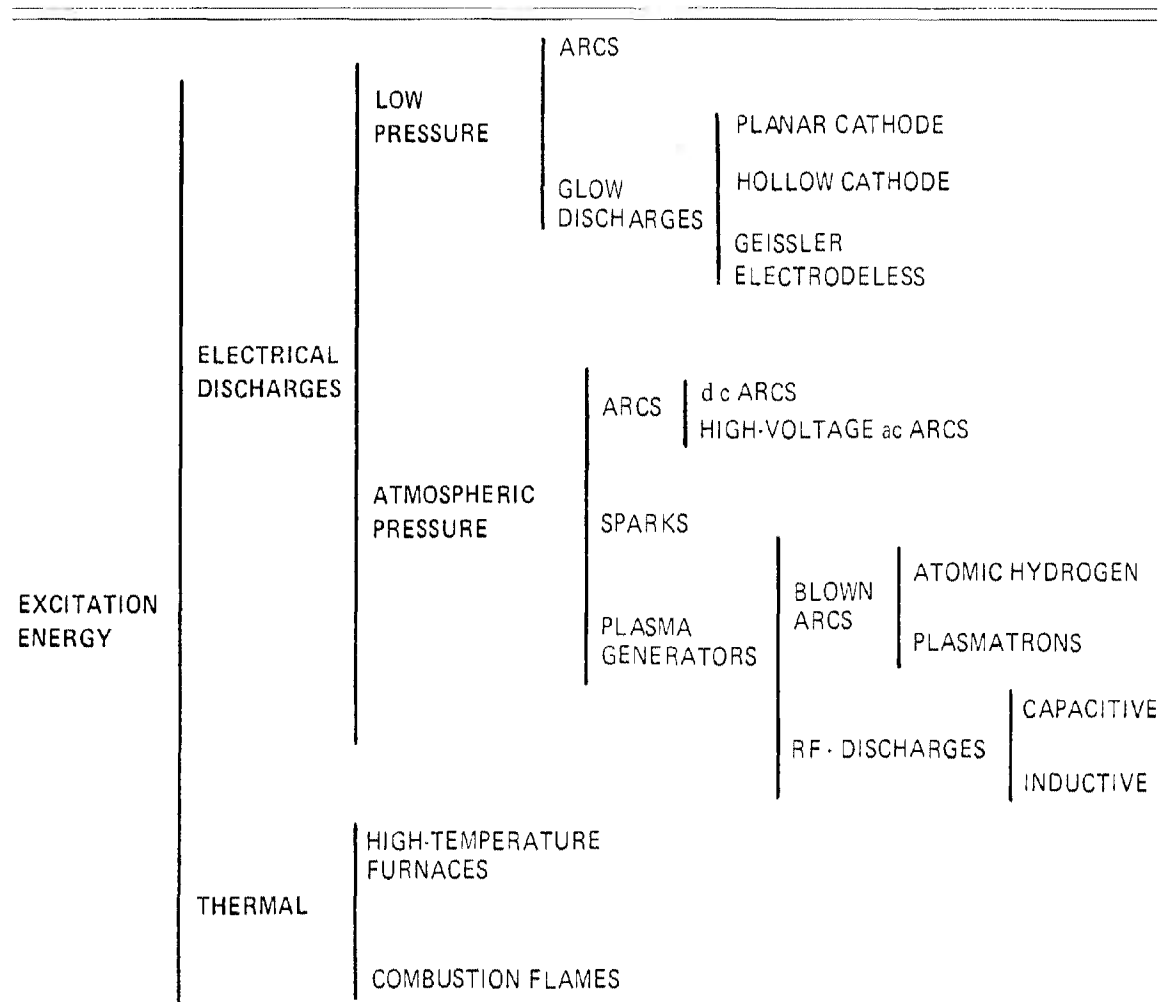 ARCS
LOW
PRESSURE
PLANAR CATHODE
HOLLOW CATHODE
GLOW
DISCHARGES
GEISSLER
ELECTRODELESS
ELECTRICAL
DISCHARGES
ARCS
d c ARCS
HIGH-VOLTAGE ac ARCS
ATMOSPHERIC
PRESSURE
SPARKS
ATOMIC HYDROGEN
BLOWN
ARCS
EXCITATION
ENERGY
PLASMA
GENERATORS
PLASMATRONS
CAPACITIVE
RF - DISCHARGES
INDUCTIVE
HIGH-TEMPERATURE
FURNACES
THERMAL
COMBUSTION FLAMES